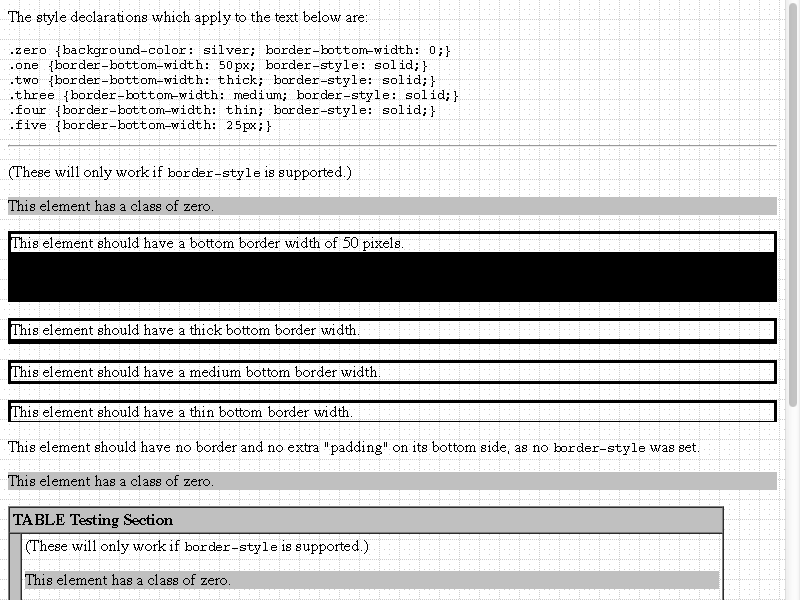 The style declarations which apply to the text below are:
.zero {background-color: silver; border-bottom-width: 0;}
.one {border-bottom-width: 50px; border-style: solid;}
.two {border-bottom-width: thick; border-style: solid;}
.three {border-bottom-width: medium; border-style: solid;}
.four {border-bottom-width: thin; border-style: solid;}
.five {border-bottom-width: 25px;}
(These will only work if border-style is supported.)
This element has a class of zero.
This element should have a bottom border width of 50 pixels.
This element should have a thick bottom border width.
This element should have a medium bottom border width.
This element should have a thin bottom border width.
This element should have no border and no extra "padding" on its bottom side, as no border-style was set.
This element has a class of zero.
TABLE Testing Section
(These will only work if border-style is supported.)
This element has a class of zero.